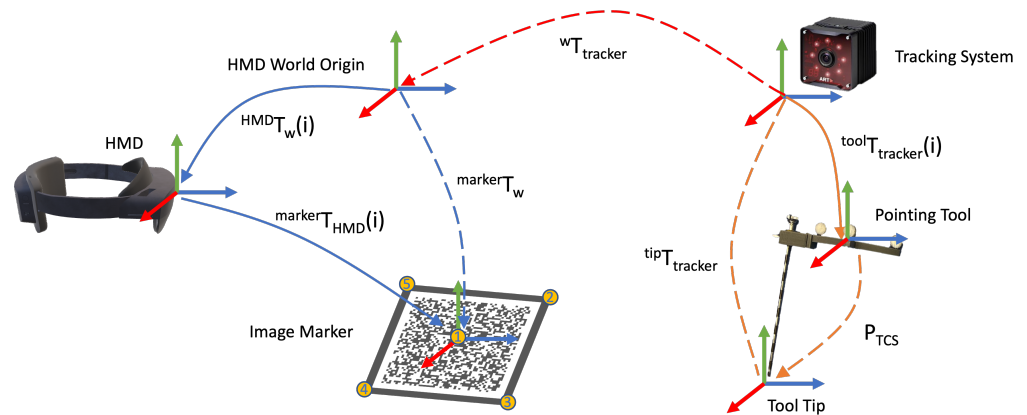 wTtracker
Tracking System
HMD World Origin
HMDTw(i)
HMD
toolTtracker(i)
markerTw
markerTHMD(i)
Pointing Tool
tipTtracker
5
2
Image Marker
1
PTCS
4
3
Tool Tip
ART